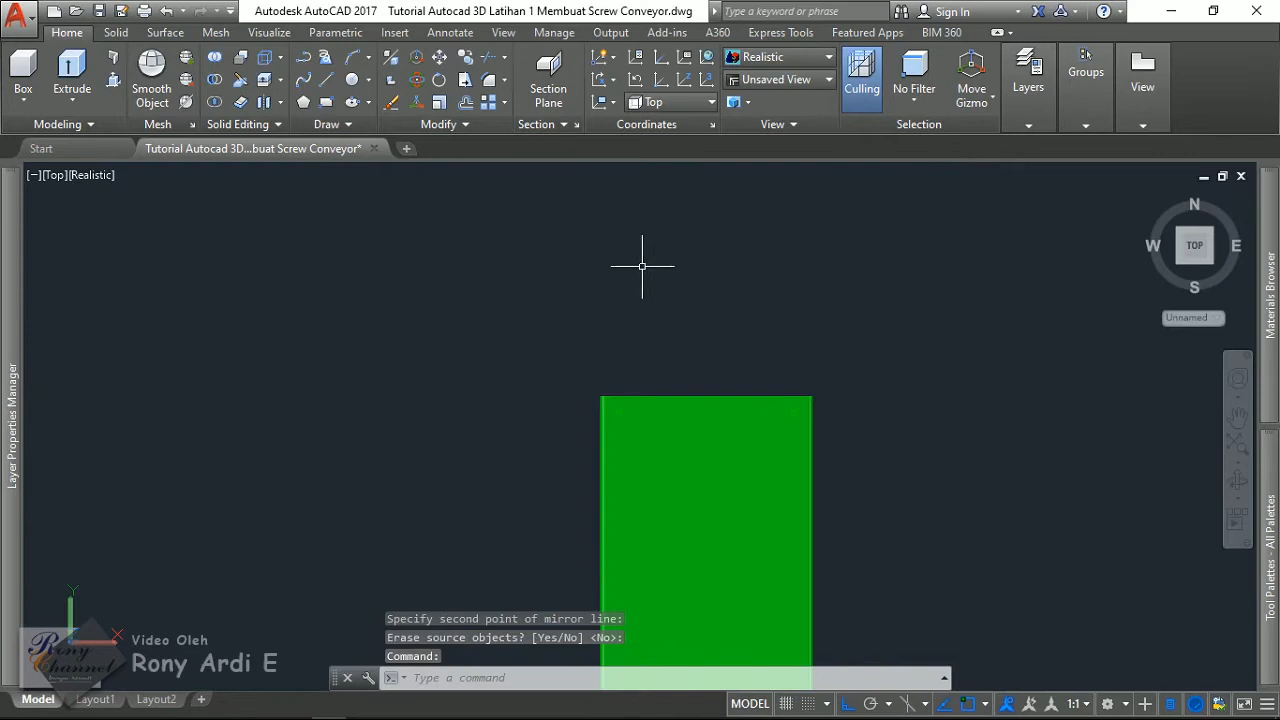 Autodesk AutoCAD 2017 Tutorial Autocad 3D Latihan 1 Membuat Screw Conveyor.dwg
Type a keyword or phrase
Sign In
Home Solid Surface Mesh Visualize Parametric Insert Annotate View Manage Output Add-ins A360 Express Tools Featured Apps BIM 360
Realistic
Unsaved View
Top
Box
Extrude
Smooth
Object
Section
Plane
Culling
No Filter
Move
Gizmo
Layers
Groups
View
Modeling
Mesh
Solid Editing
Draw
Modify
Section
Coordinates
View
Selection
Start
Tutorial Autocad 3D...buat Screw Conveyor*
[−][Top][Realistic]
N
W
TOP
E
S
Unnamed
Materials Browser
Layer Properties Manager
Tool Palettes - All Palettes
Y
X
Specify second point of mirror line:
Erase source objects? [Yes/No] <No>:
Command:
Type a command
Rony
Channel
Video Oleh
Rony Ardi E
Model Layout1 Layout2 +
MODEL
1:1